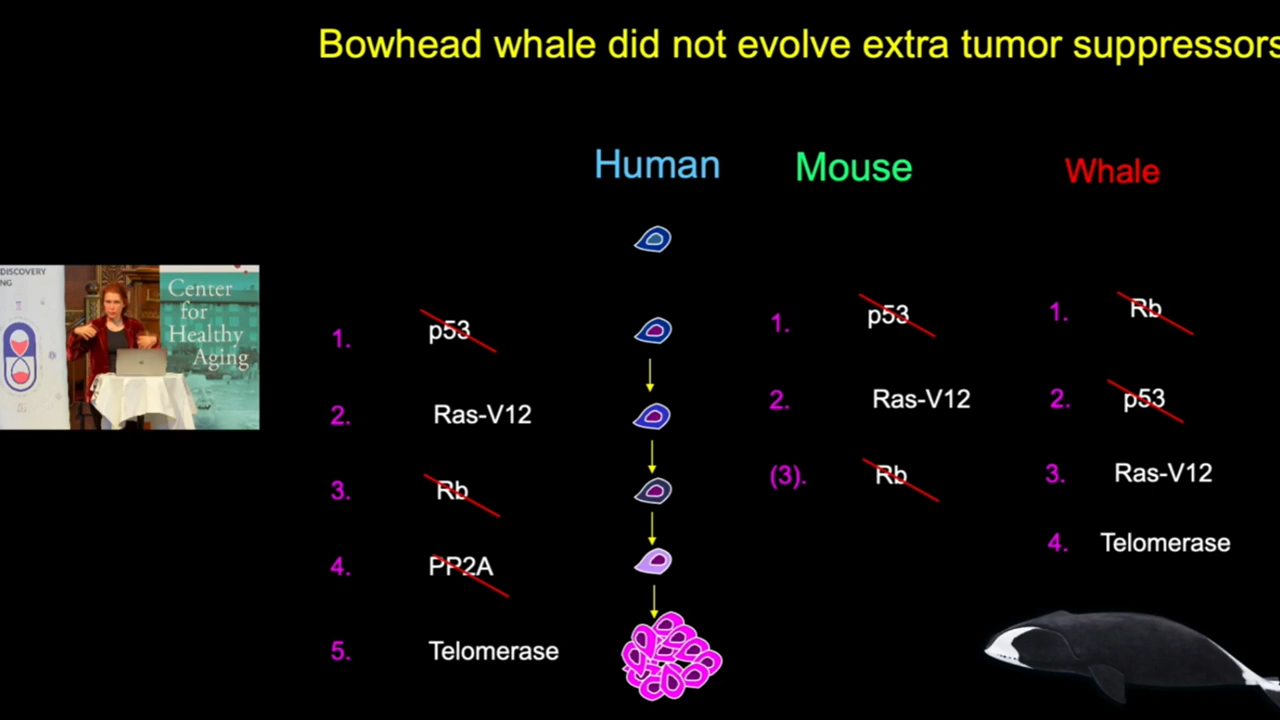 Bowhead whale did not evolve extra tumor suppressors
Human
Mouse
Whale
1. p53
2. Ras-V12
3. Rb
4. PP2A
5. Telomerase
1. p53
2. Ras-V12
(3). Rb
1. Rb
2. p53
3. Ras-V12
4. Telomerase
DISCOVERY
NG
Center
for
Healthy
Aging